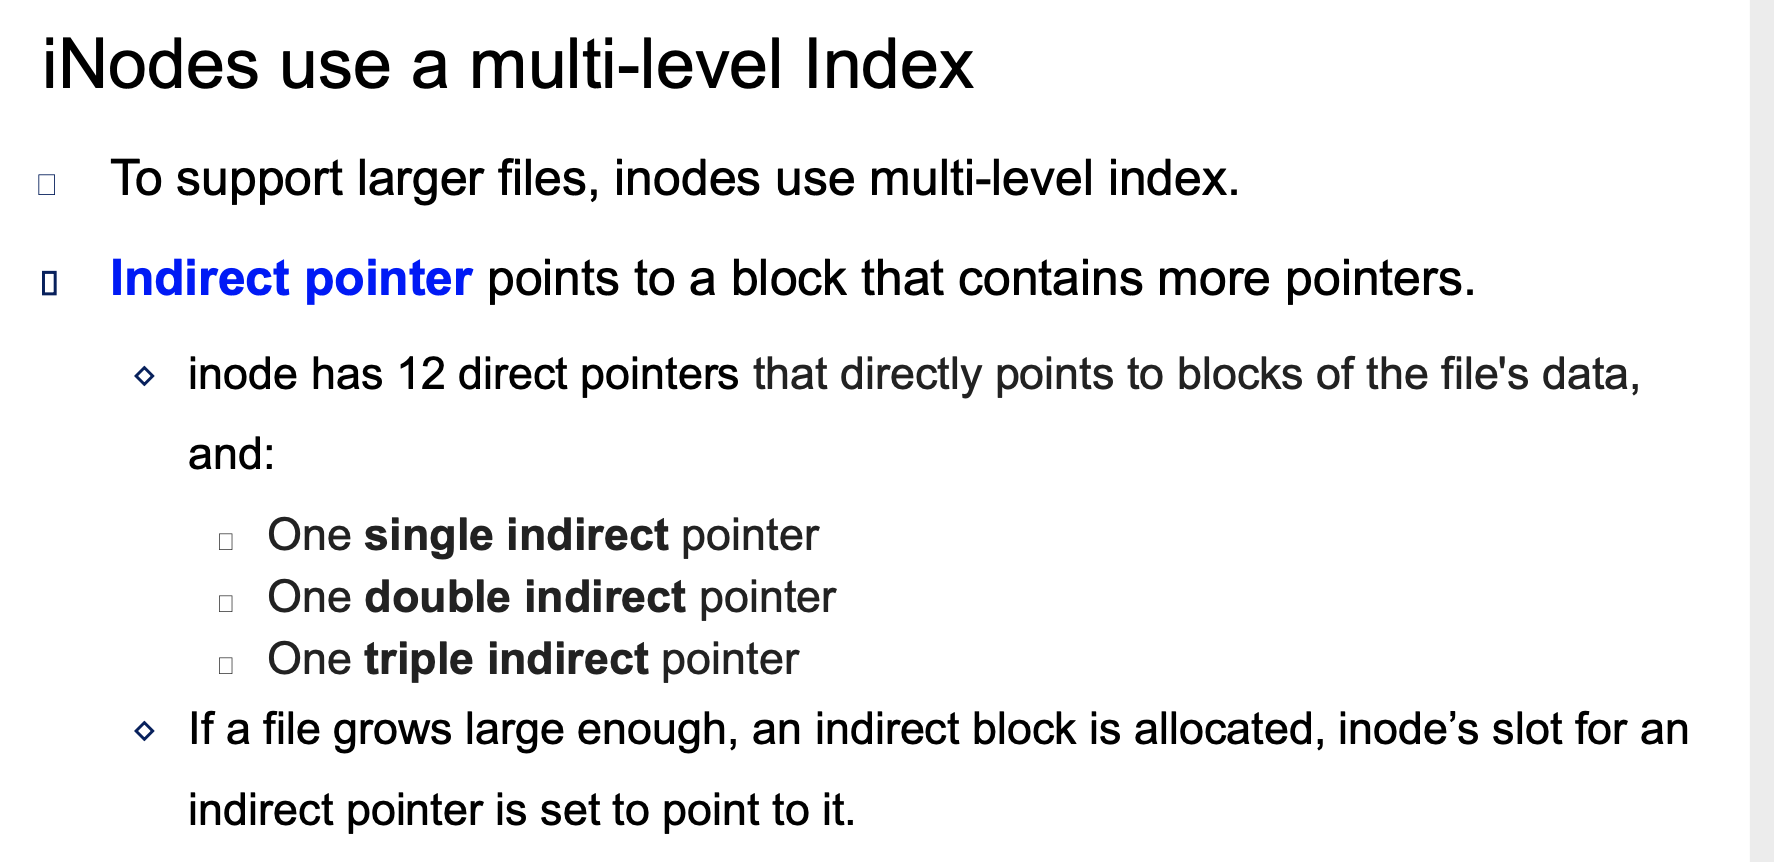 iNodes use a multi-level Index
To support larger files, inodes use multi-level index.
Indirect pointer points to a block that contains more pointers.
inode has 12 direct pointers that directly points to blocks of the file's data,
and:
One single indirect pointer
One double indirect pointer
One triple indirect pointer
If a file grows large enough, an indirect block is allocated, inode’s slot for an
indirect pointer is set to point to it.